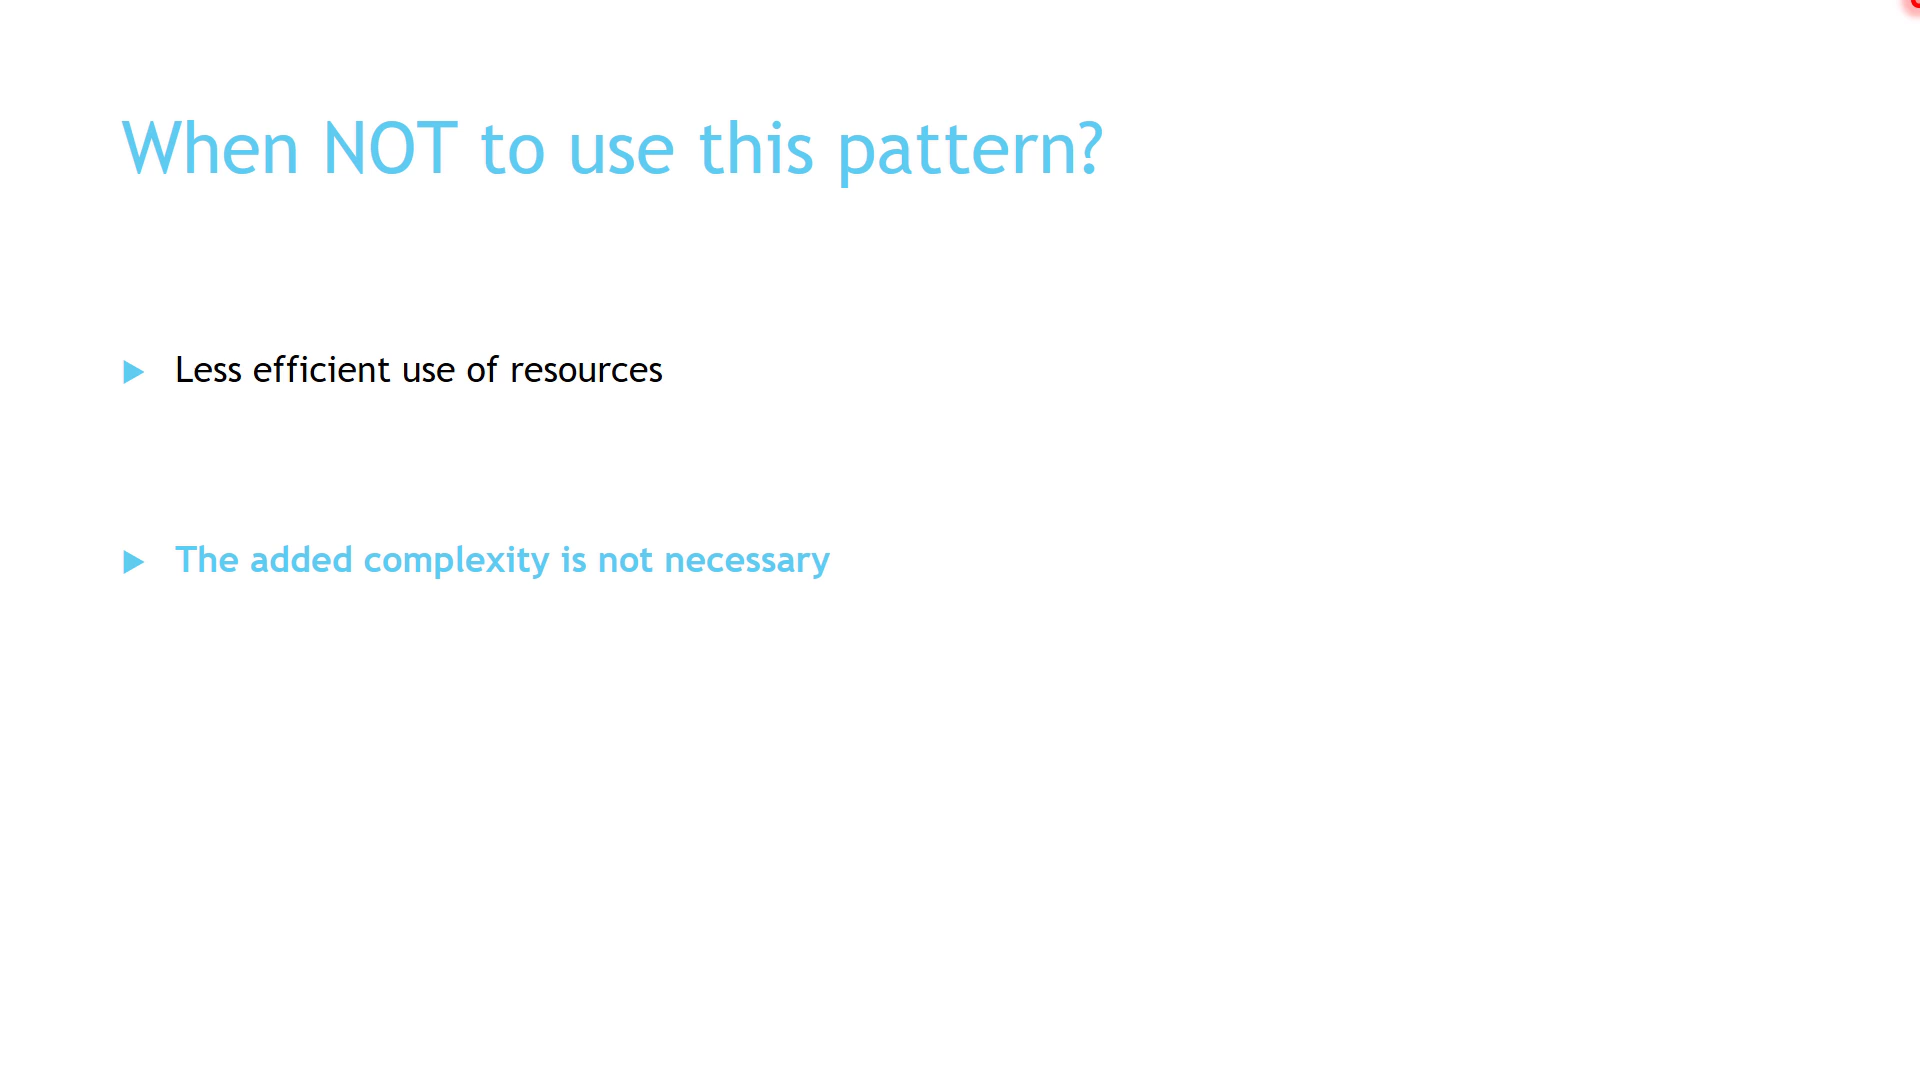 When NOT to use this pattern?
Less efficient use of resources
The added complexity is not necessary